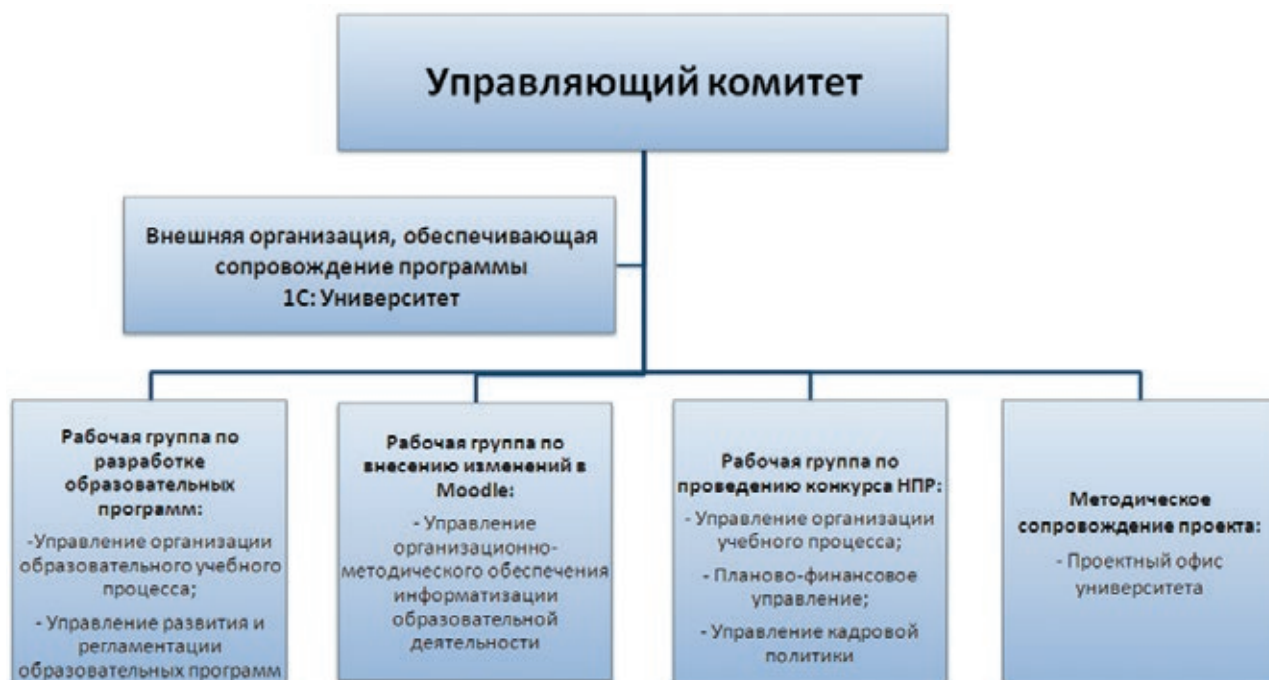 Управляющий комитет
Внешняя организация, обеспечивающая
сопровождение программы
1С: Университет
Рабочая группа по
разработке
образовательных
программ:
-Управление организации
образовательного учебного
процесса;
- Управление развития и
регламентации
образовательных программ
Рабочая группа по
внесению изменений в
Moodle:
- Управление
организационно-
методического обеспечения
информатизации
образовательной
деятельности
Рабочая группа по
проведению конкурса НПР:
- Управление организации
учебного процесса;
- Планово-финансовое
управление;
- Управление кадровой
политики
Методическое
сопровождение проекта:
- Проектный офис
университета